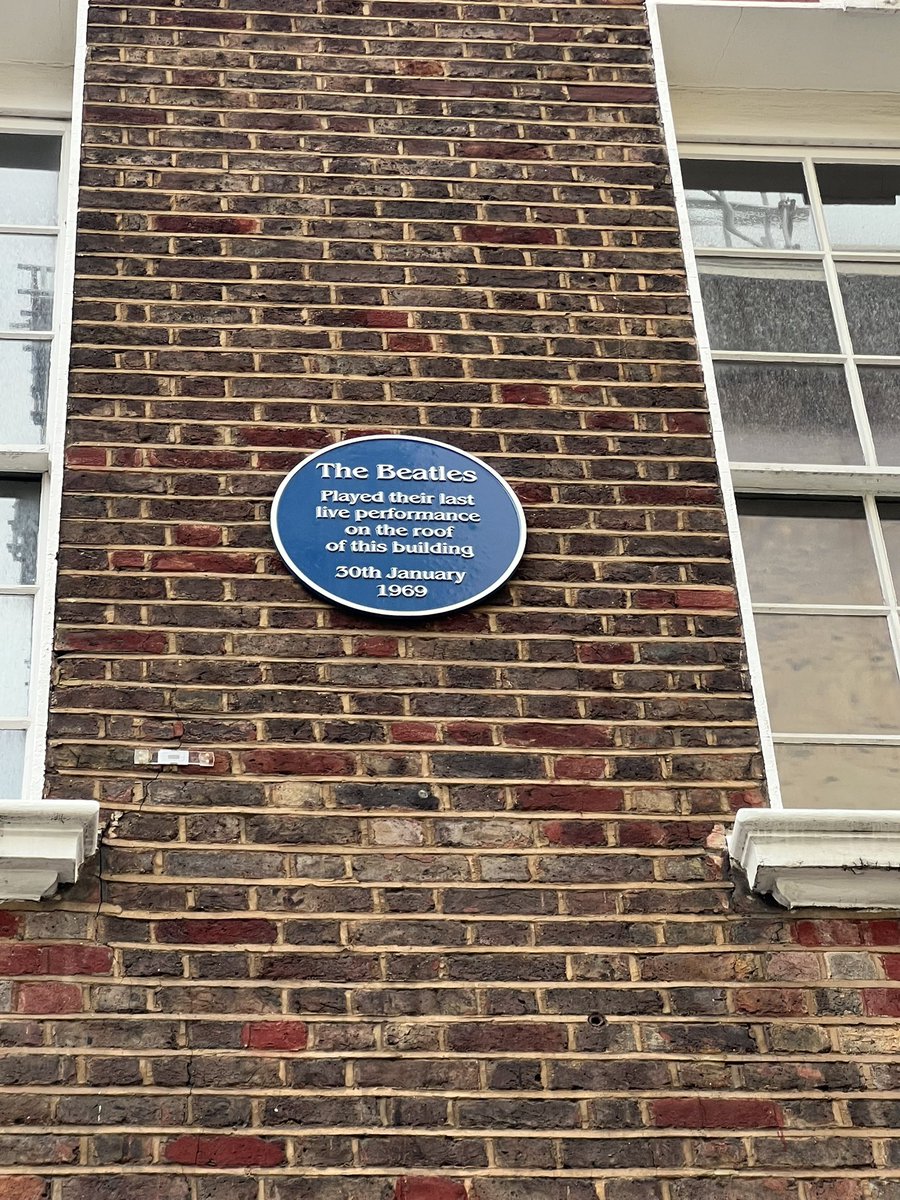 The Beatles
Played their last
live performance
on the roof
of this building
30th January
1969